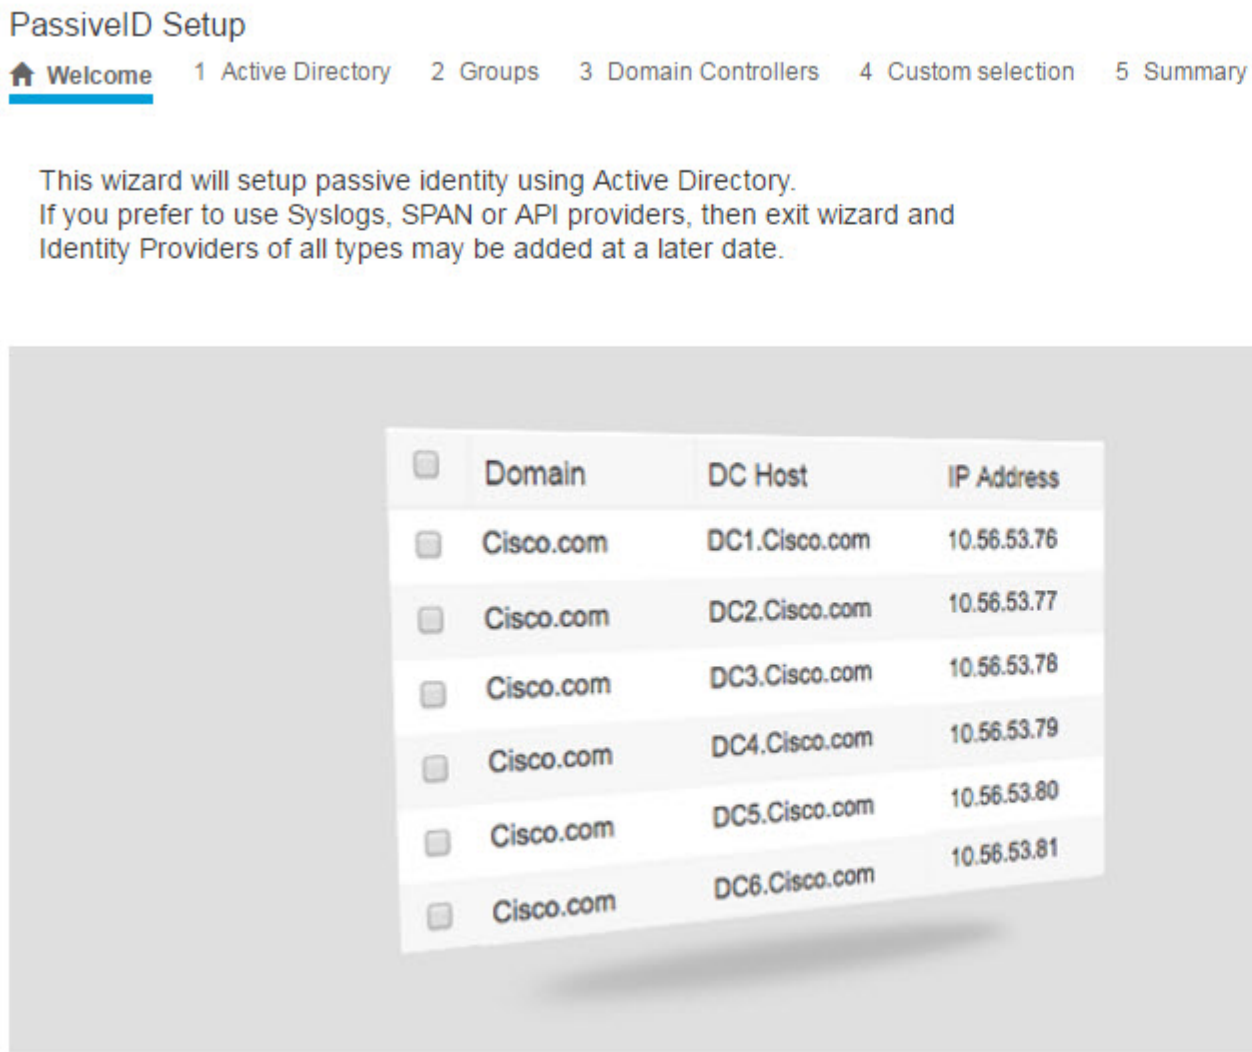 PassiveID Setup
Welcome 1 Active Directory 2 Groups 3 Domain Controllers 4 Custom selection 5 Summary
This wizard will setup passive identity using Active Directory.
If you prefer to use Syslogs, SPAN or API providers, then exit wizard and
Identity Providers of all types may be added at a later date.
Domain DC Host IP Address
Cisco.com DC1.Cisco.com 10.56.53.76
Cisco.com DC2.Cisco.com 10.56.53.77
Cisco.com DC3.Cisco.com 10.56.53.78
Cisco.com DC4.Cisco.com 10.56.53.79
Cisco.com DC5.Cisco.com 10.56.53.80
Cisco.com DC6.Cisco.com 10.56.53.81